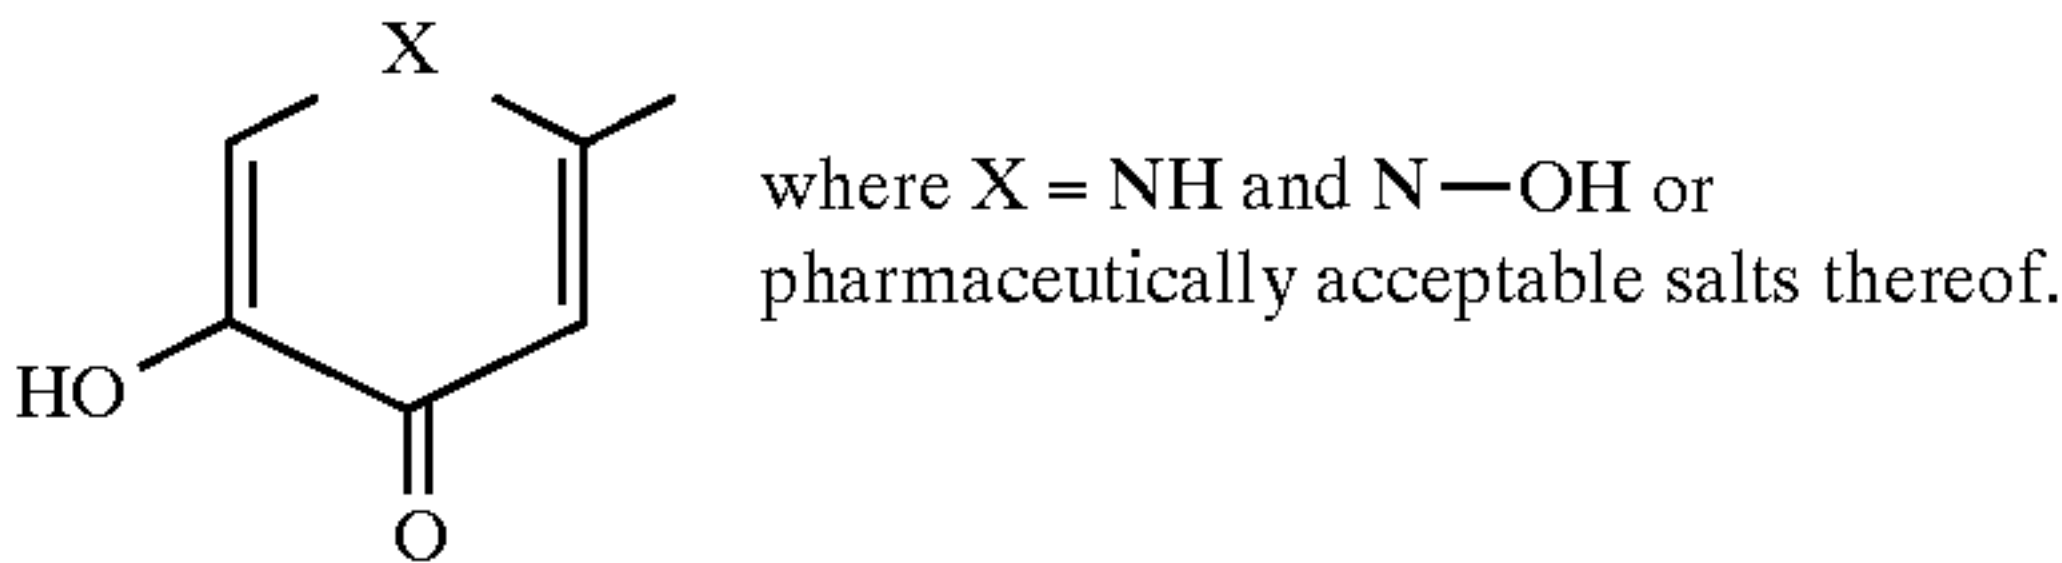 X
where X = NH and N—OH or
pharmaceutically acceptable salts thereof.
HO
O